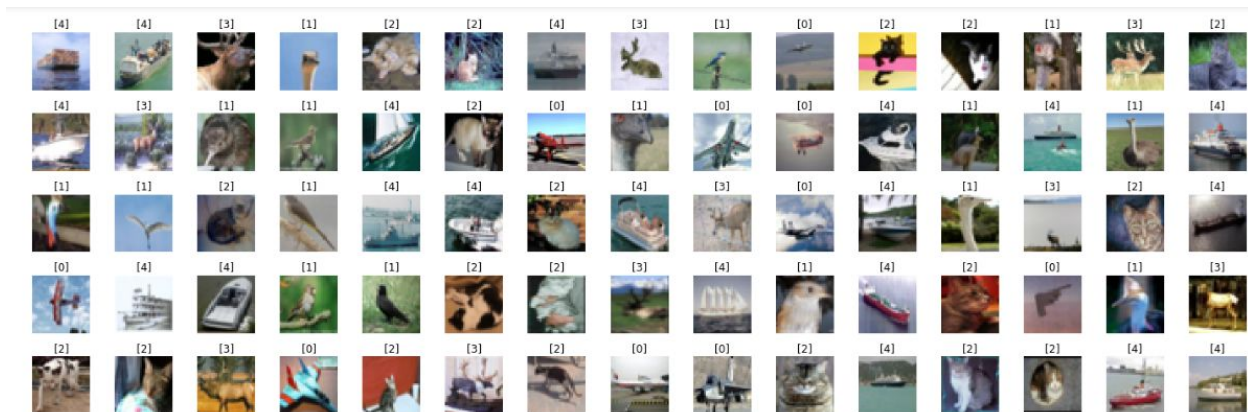 [4] [4] [3] [1] [2] [2] [4] [3] [1] [0] [2] [2] [1] [3] [2]
[4] [3] [1] [1] [4] [2] [0] [1] [0] [0] [4] [1] [4] [1] [4]
[1] [1] [2] [1] [4] [4] [2] [4] [3] [0] [4] [1] [3] [2] [4]
[0] [4] [4] [1] [1] [2] [2] [3] [4] [1] [4] [2] [0] [1] [3]
[2] [2] [3] [0] [2] [3] [2] [0] [0] [2] [4] [2] [2] [4] [4]